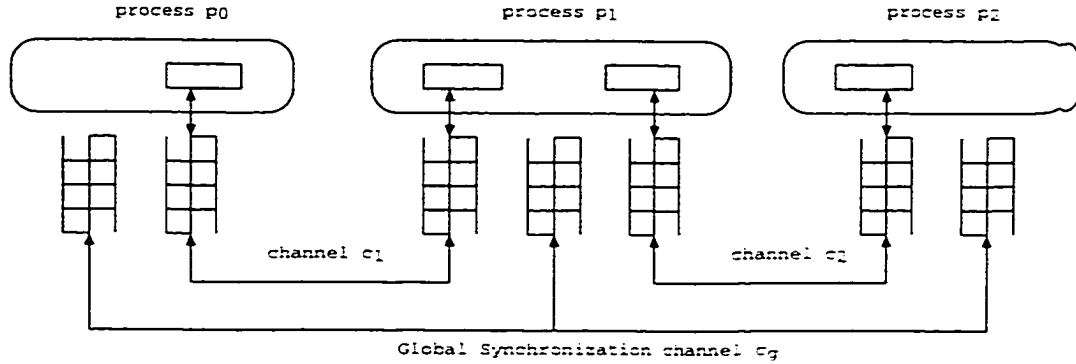 process p0
process p1
process p2
channel c1
channel c2
Global Synchronization channel cg